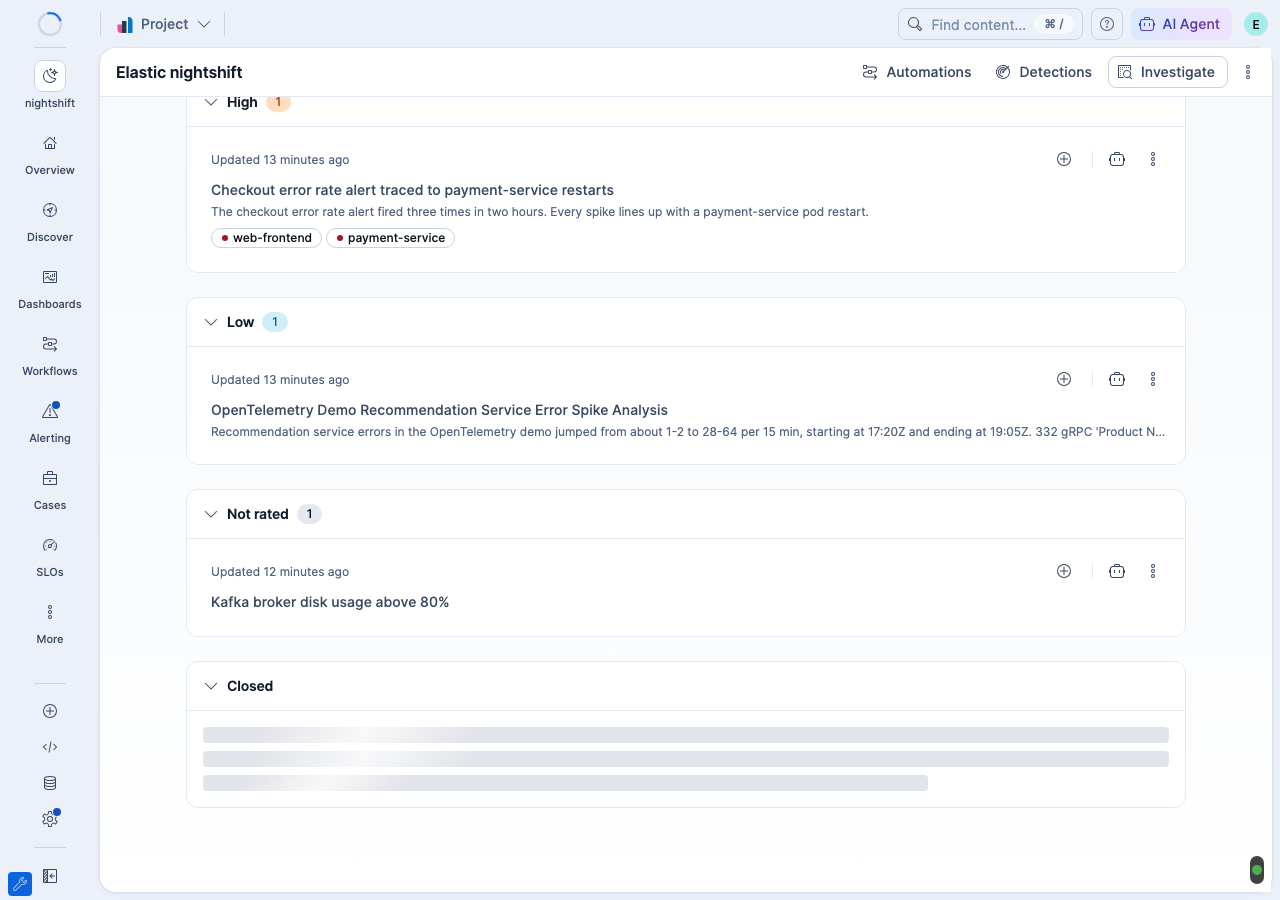 Project
Find content...
⌘ /
AI Agent
E
nightshift
Overview
Discover
Dashboards
Workflows
Alerting
Cases
SLOs
More
Elastic nightshift
Automations
Detections
Investigate
High 1
Updated 13 minutes ago
Checkout error rate alert traced to payment-service restarts
The checkout error rate alert fired three times in two hours. Every spike lines up with a payment-service pod restart.
web-frontend payment-service
Low 1
Updated 13 minutes ago
OpenTelemetry Demo Recommendation Service Error Spike Analysis
Recommendation service errors in the OpenTelemetry demo jumped from about 1-2 to 28-64 per 15 min, starting at 17:20Z and ending at 19:05Z. 332 gRPC 'Product N...
Not rated 1
Updated 12 minutes ago
Kafka broker disk usage above 80%
Closed